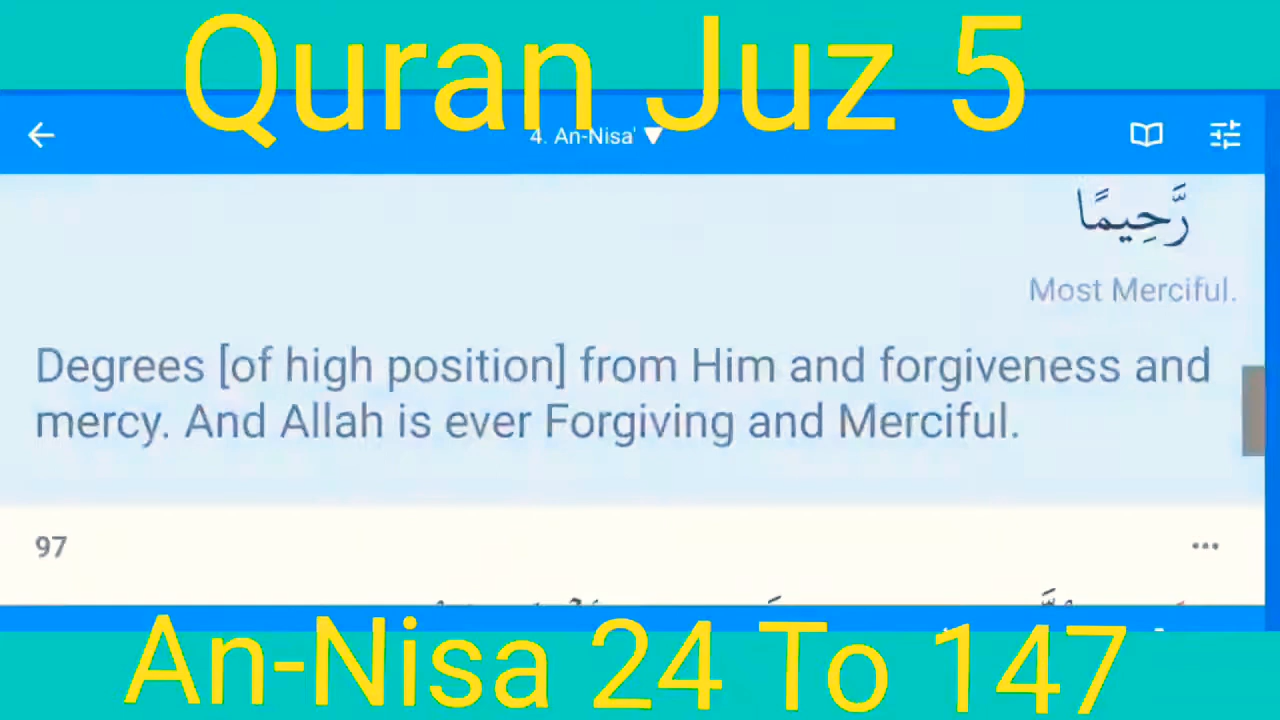 Quran Juz 5
4. An-Nisa' ▼
رَّحِيمًا
Most Merciful.
Degrees [of high position] from Him and forgiveness and
mercy. And Allah is ever Forgiving and Merciful.
97
An-Nisa 24 To 147